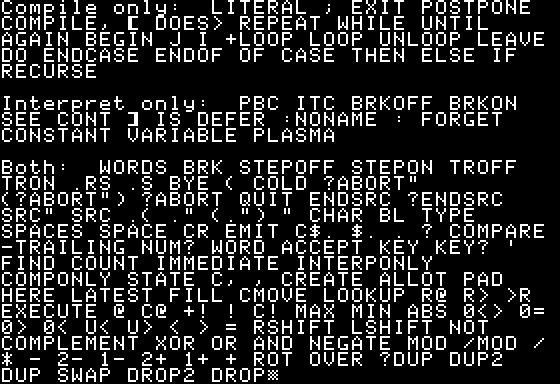 Compile only:  LITERAL ; EXIT POSTPONE
COMPILE, [ DOES> REPEAT WHILE UNTIL
AGAIN BEGIN J I +LOOP LOOP UNLOOP LEAVE
DO ENDCASE ENDOF OF CASE THEN ELSE IF
RECURSE

Interpret only:  PBC ITC BRKOFF BRKON
SEE CONT ] IS DEFER :NONAME : FORGET
CONSTANT VARIABLE PLASMA

Both:  WORDS BRK STEPOFF STEPON TROFF
TRON .RS .S BYE ( COLD ?ABORT"
(?ABORT") ?ABORT QUIT ENDSRC ?ENDSRC
SRC" SRC .( ." (.") " CHAR BL TYPE
SPACES SPACE CR EMIT C$. $. . ? COMPARE
-TRAILING NUM? WORD ACCEPT KEY KEY? '
FIND COUNT IMMEDIATE INTERPONLY
COMPONLY STATE C, , CREATE ALLOT PAD
HERE LATEST FILL CMOVE LOOKUP R@ R> >R
EXECUTE @ C@ +! ! C! MAX MIN ABS 0<> 0=
0> 0< U< U> < > = RSHIFT LSHIFT NOT
COMPLEMENT XOR OR AND NEGATE MOD /MOD /
* - 2- 1- 2+ 1+ + ROT OVER ?DUP DUP2
DUP SWAP DROP2 DROP